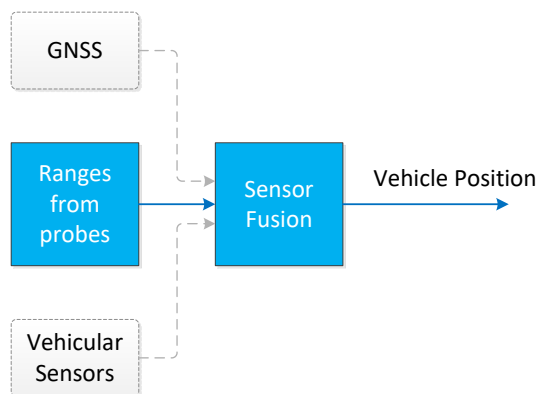 GNSS
Ranges
from
probes
Sensor
Fusion
Vehicle Position
Vehicular
Sensors